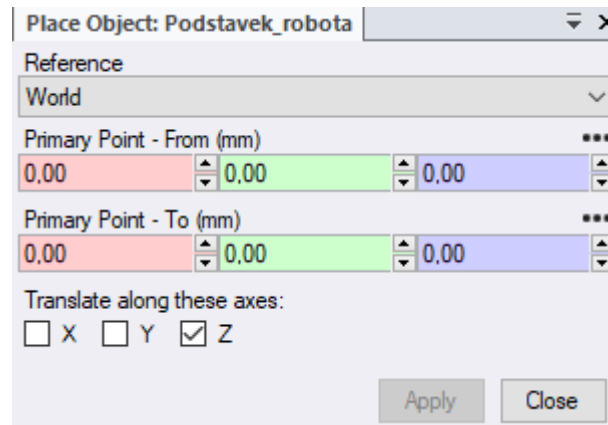 Place Object: Podstavek_robota
Reference
World
Primary Point - From (mm)
0,00 0,00 0,00
Primary Point - To (mm)
0,00 0,00 0,00
Translate along these axes:
X Y Z
Apply Close